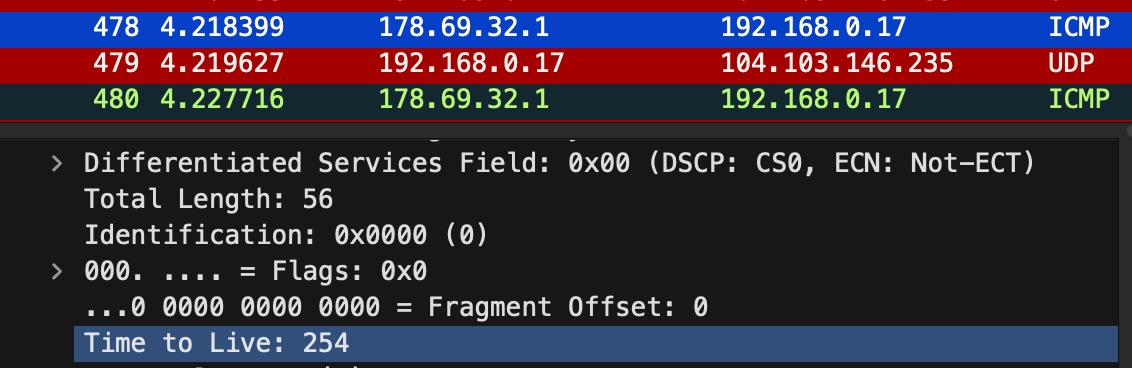 478 4.218399 178.69.32.1 192.168.0.17 ICMP
479 4.219627 192.168.0.17 104.103.146.235 UDP
480 4.227716 178.69.32.1 192.168.0.17 ICMP
> Differentiated Services Field: 0x00 (DSCP: CS0, ECN: Not-ECT)
Total Length: 56
Identification: 0x0000 (0)
> 000. .... = Flags: 0x0
...0 0000 0000 0000 = Fragment Offset: 0
Time to Live: 254